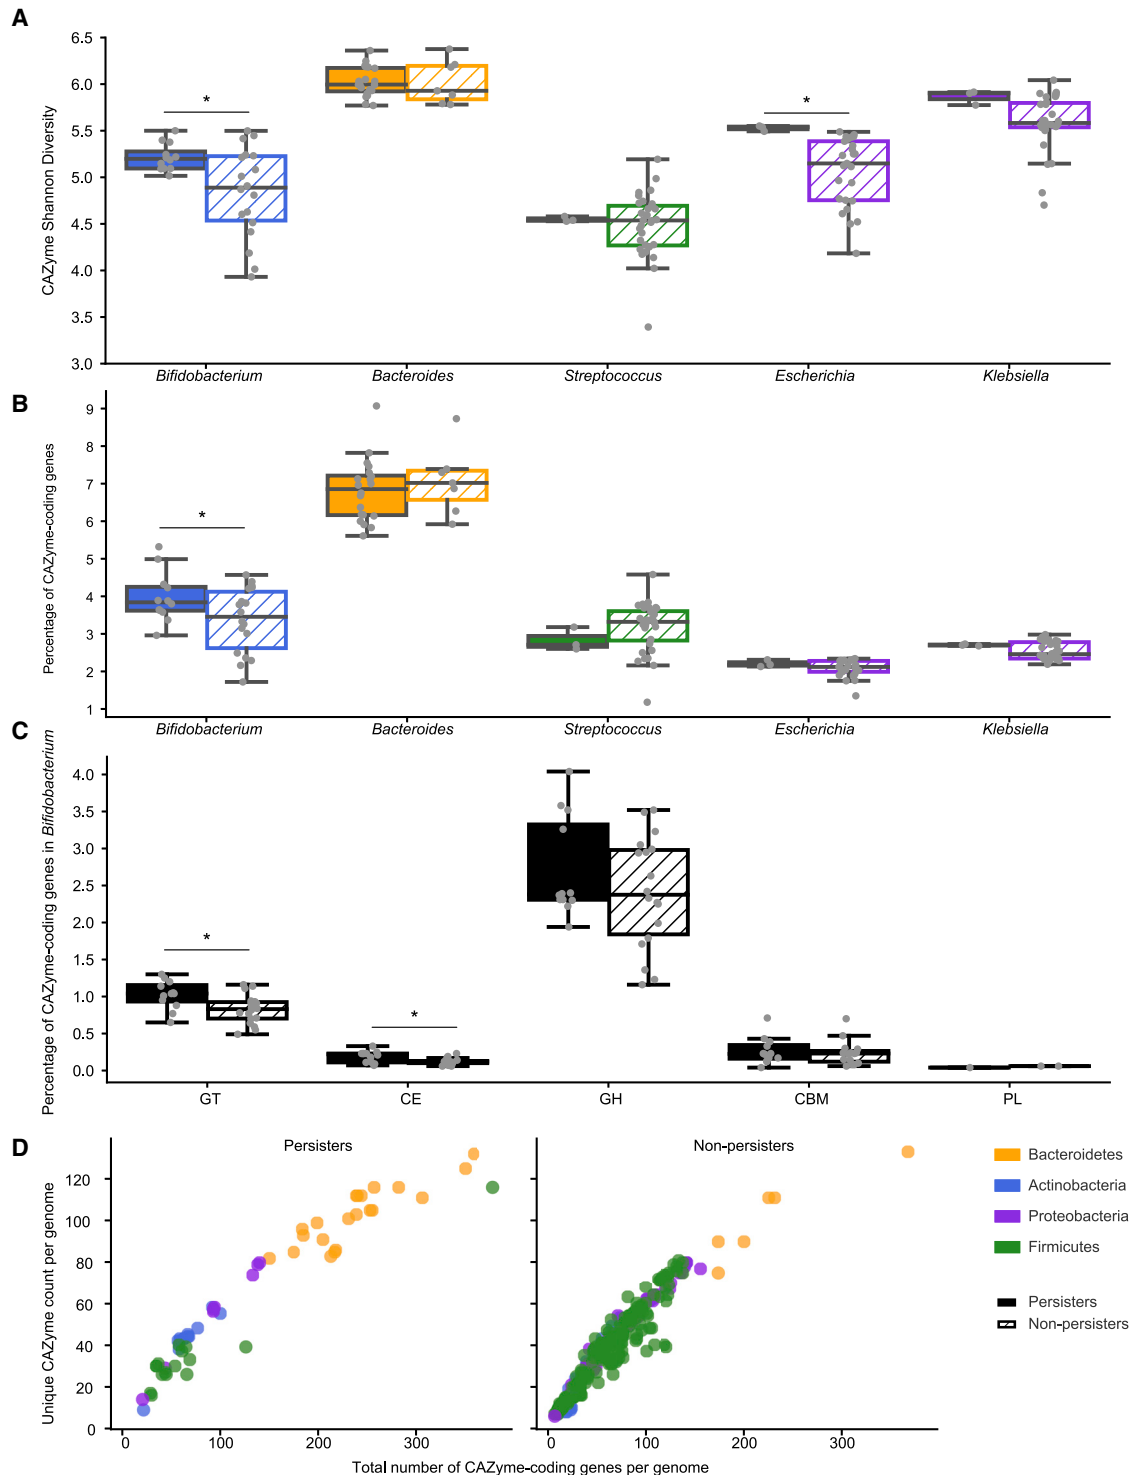 A
6.5
6.0
5.5
5.0
4.5
4.0
3.5
3.0
CAZyme Shannon Diversity
*
*
Bifidobacterium Bacteroides Streptococcus Escherichia Klebsiella
B
9
8
7
6
5
4
3
2
1
Percentage of CAZyme-coding genes
*
Bifidobacterium Bacteroides Streptococcus Escherichia Klebsiella
C
4.0
3.5
3.0
2.5
2.0
1.5
1.0
0.5
0.0
Percentage of CAZyme-coding genes in Bifidobacterium
*
*
GT CE GH CBM PL
D
Persisters Non-persisters
120
100
80
60
40
20
0
Unique CAZyme count per genome
0 100 200 300 0 100 200 300
Total number of CAZyme-coding genes per genome
Bacteroidetes
Actinobacteria
Proteobacteria
Firmicutes
Persisters
Non-persisters